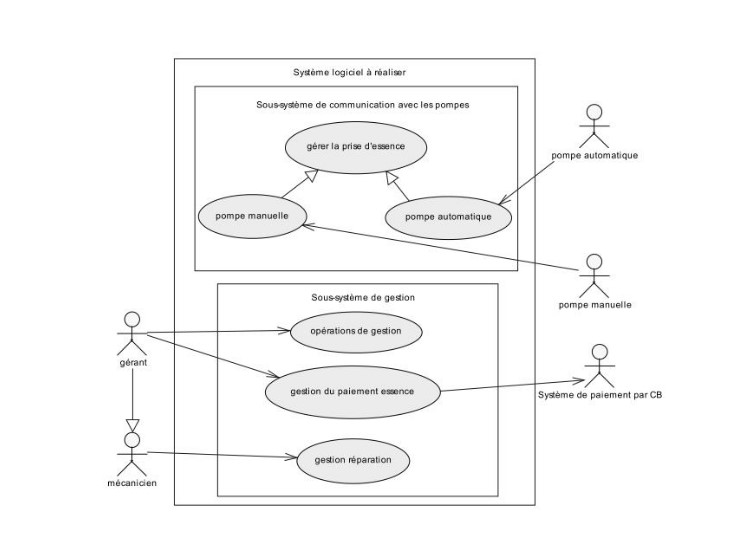 Système logiciel à réaliser
Sous-système de communication avec les pompes
gérer la prise d'essence
pompe automatique
pompe manuelle
pompe automatique
pompe manuelle
Sous-système de gestion
opérations de gestion
gérant
gestion du paiement essence
Système de paiement par CB
gestion réparation
mécanicien